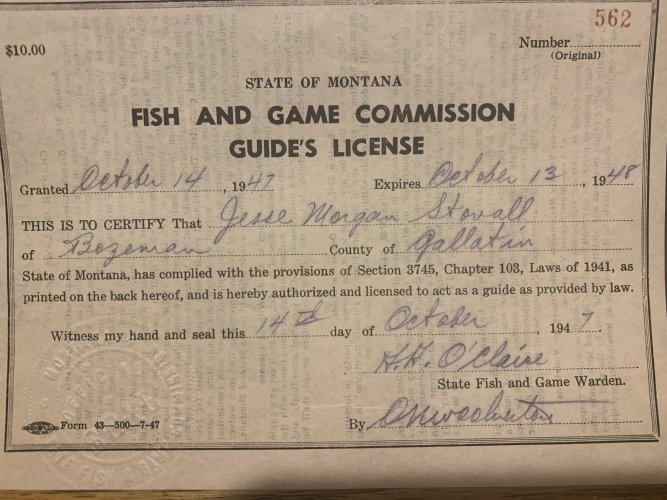 562
$10.00 Number
(Original)
STATE OF MONTANA
FISH AND GAME COMMISSION
GUIDE'S LICENSE
Granted October 14, 1947 Expires October 13, 1948
THIS IS TO CERTIFY That Jesse Morgan Stovall
of Bozeman County of Gallatin
State of Montana, has complied with the provisions of Section 3745, Chapter 103, Laws of 1941, as
printed on the back hereof, and is hereby authorized and licensed to act as a guide as provided by law.
Witness my hand and seal this 14th day of October, 1947.
O'Claire
State Fish and Game Warden.
Form 43—500—7-47 By